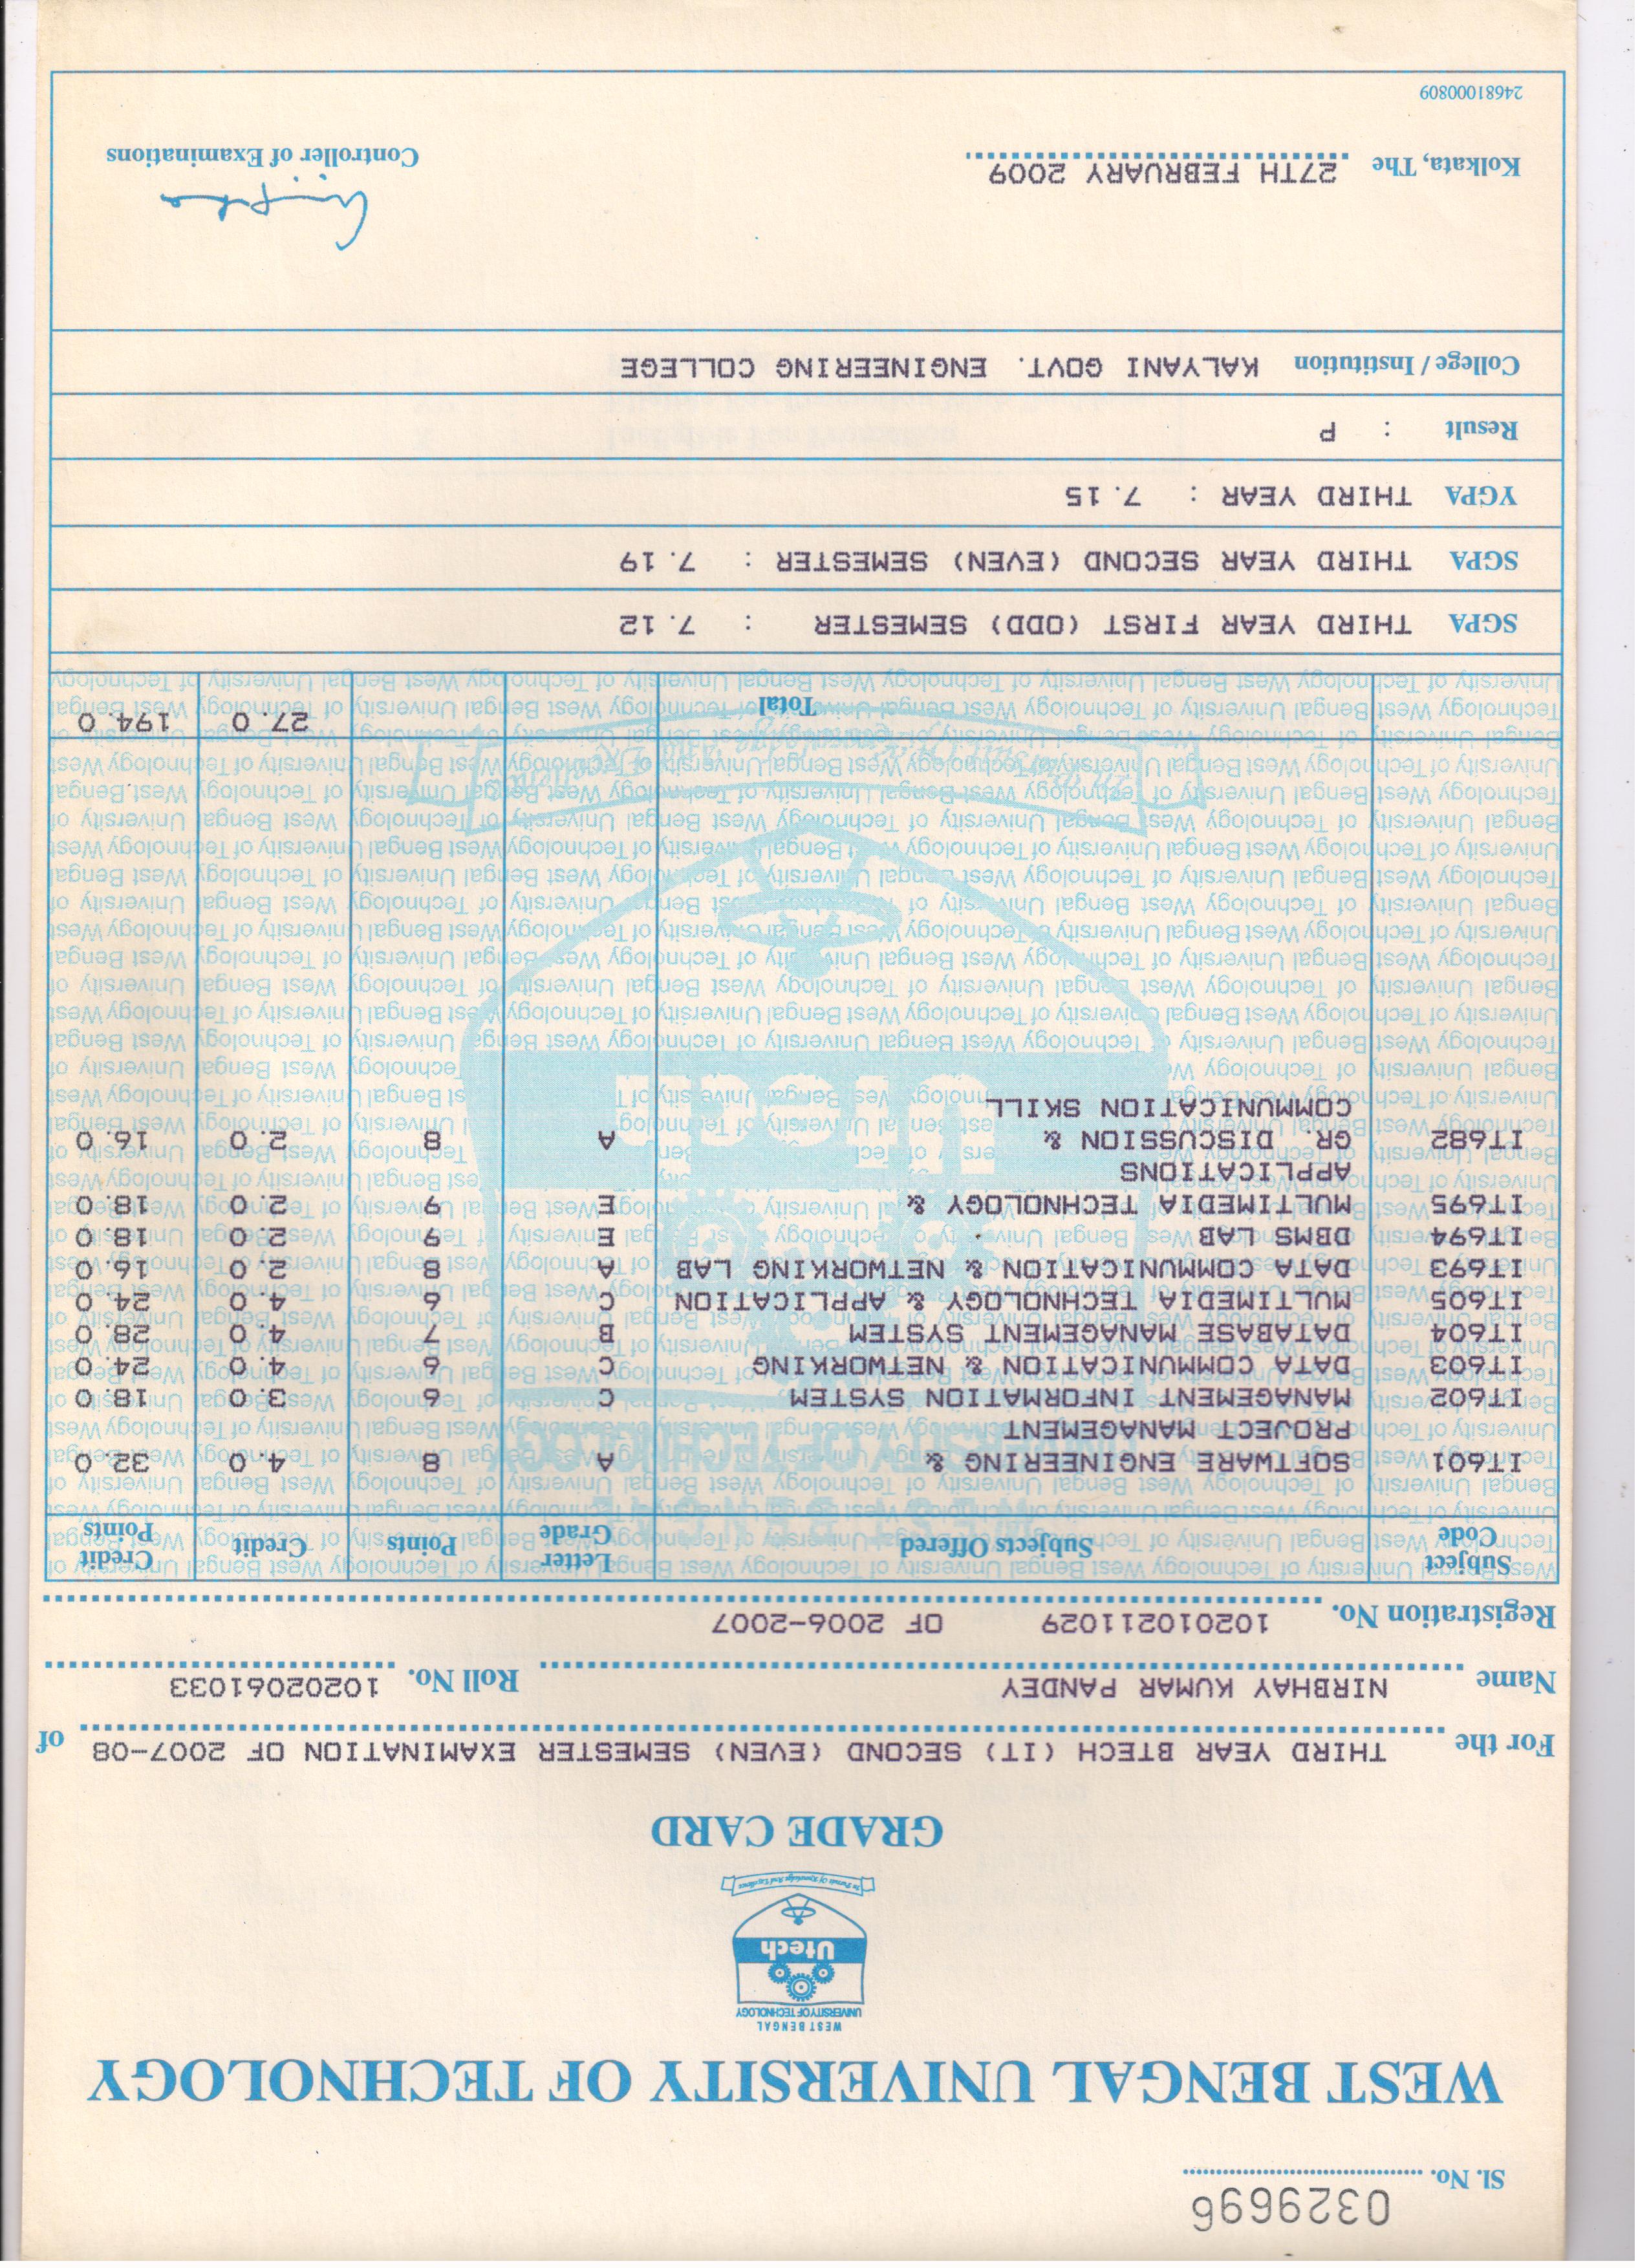 0329696
Sl. No.
WEST BENGAL UNIVERSITY OF TECHNOLOGY
WEST BENGAL
UNIVERSITY OF TECHNOLOGY
Utech
In Pursuit Of Knowledge And Excellence
GRADE CARD
For the THIRD YEAR BTECH (IT) SECOND (EVEN) SEMESTER EXAMINATION OF 2007-08 of
Name NIRBHAY KUMAR PANDEY Roll No. 1020261033
Registration No. 102010211029 OF 2006-2007
Subject Code Subjects Offered Letter Grade Points Credit Credit Points
IT601 SOFTWARE ENGINEERING & A 8 4.0 32.0
PROJECT MANAGEMENT
IT602 MANAGEMENT INFORMATION SYSTEM C 6 3.0 18.0
IT603 DATA COMMUNICATION & NETWORKING C 6 4.0 24.0
IT604 DATABASE MANAGEMENT SYSTEM B 7 4.0 28.0
IT605 MULTIMEDIA TECHNOLOGY & APPLICATION C 6 4.0 24.0
IT693 DATA COMMUNICATION & NETWORKING LAB A 8 2.0 16.0
IT694 DBMS LAB E 9 2.0 18.0
IT695 MULTIMEDIA TECHNOLOGY & E 9 2.0 18.0
APPLICATIONS
IT682 GR. DISCUSSION & A 8 2.0 16.0
COMMUNICATION SKILL
Total 27.0 194.0
SGPA THIRD YEAR FIRST (ODD) SEMESTER : 7.12
SGPA THIRD YEAR SECOND (EVEN) SEMESTER : 7.19
YGPA THIRD YEAR : 7.15
Result : P
College / Institution KALYANI GOVT. ENGINEERING COLLEGE
Kolkata, The 27TH FEBRUARY 2009
Controller of Examinations
24681000809